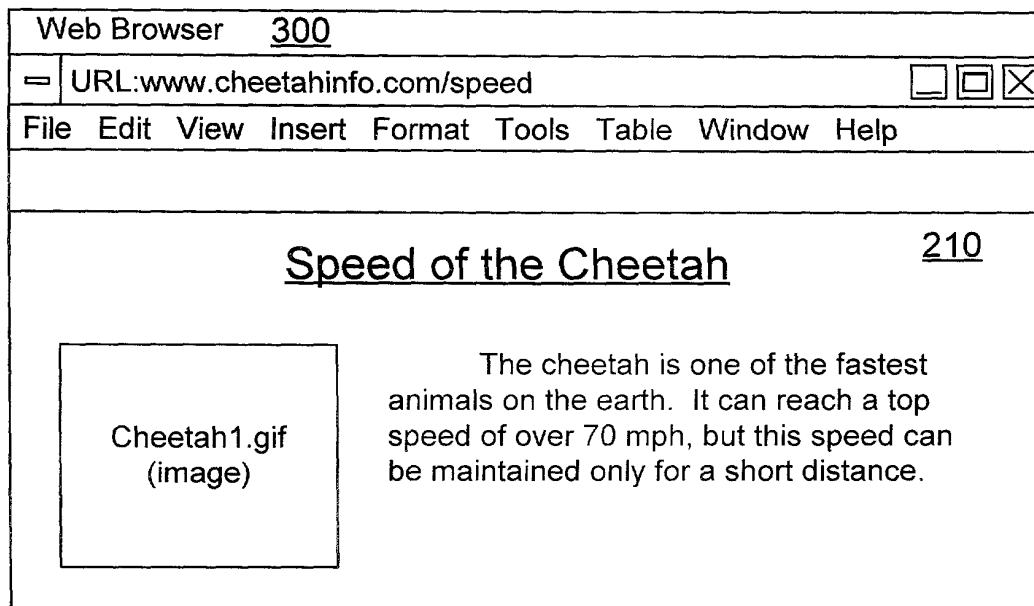 Web Browser 300
URL:www.cheetahinfo.com/speed
File Edit View Insert Format Tools Table Window Help
210
Speed of the Cheetah
The cheetah is one of the fastest
animals on the earth. It can reach a top
speed of over 70 mph, but this speed can
be maintained only for a short distance.
Cheetah1.gif
(image)